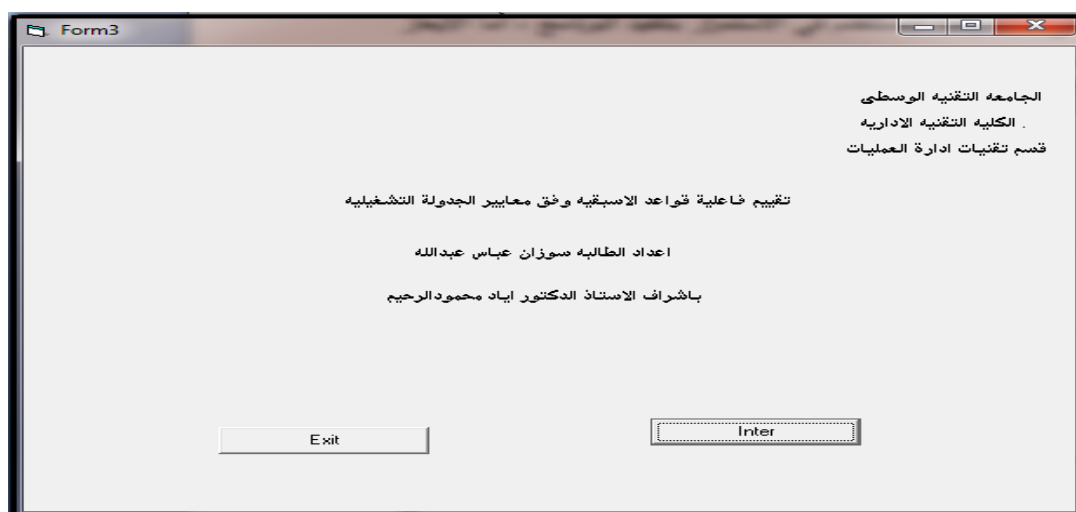 Form3
الجامعه التقنيه الوسطى
. الكليه التقنيه الاداريه
قسم تقنيات ادارة العمليات
تقييم فاعلية قواعد الاسبقيه وفق معايير الجدولة التشغيليه
اعداد الطالبه سوزان عباس عبدالله
باشراف الاستاذ الدكتور اياد محمودالرحيم
Exit
Inter